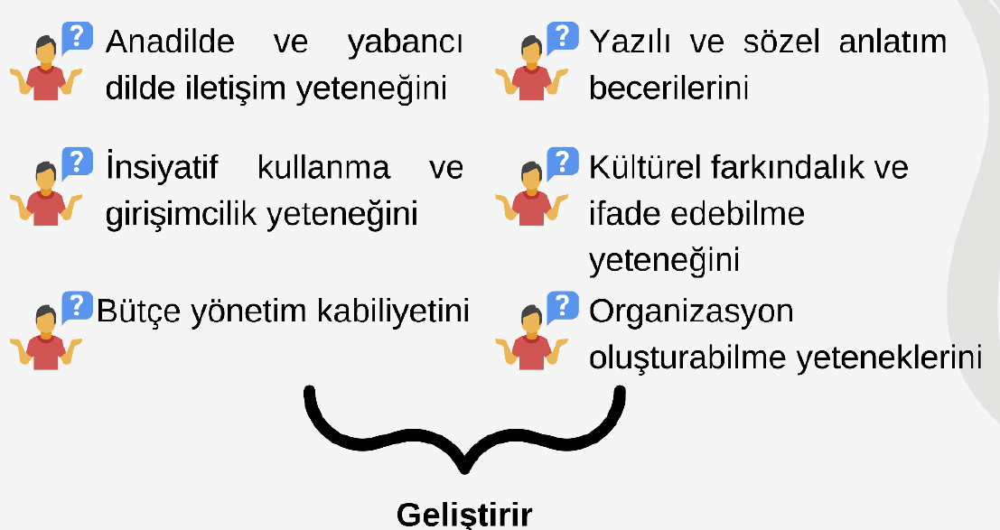 Anadilde ve yabancı
dilde iletişim yeteneğini
Yazılı ve sözel anlatım
becerilerini
İnsiyatif kullanma ve
girişimcilik yeteneğini
Kültürel farkındalık ve
ifade edebilme
yeteneğini
Bütçe yönetim kabiliyetini
Organizasyon
oluşturabilme yeteneklerini
Geliştirir